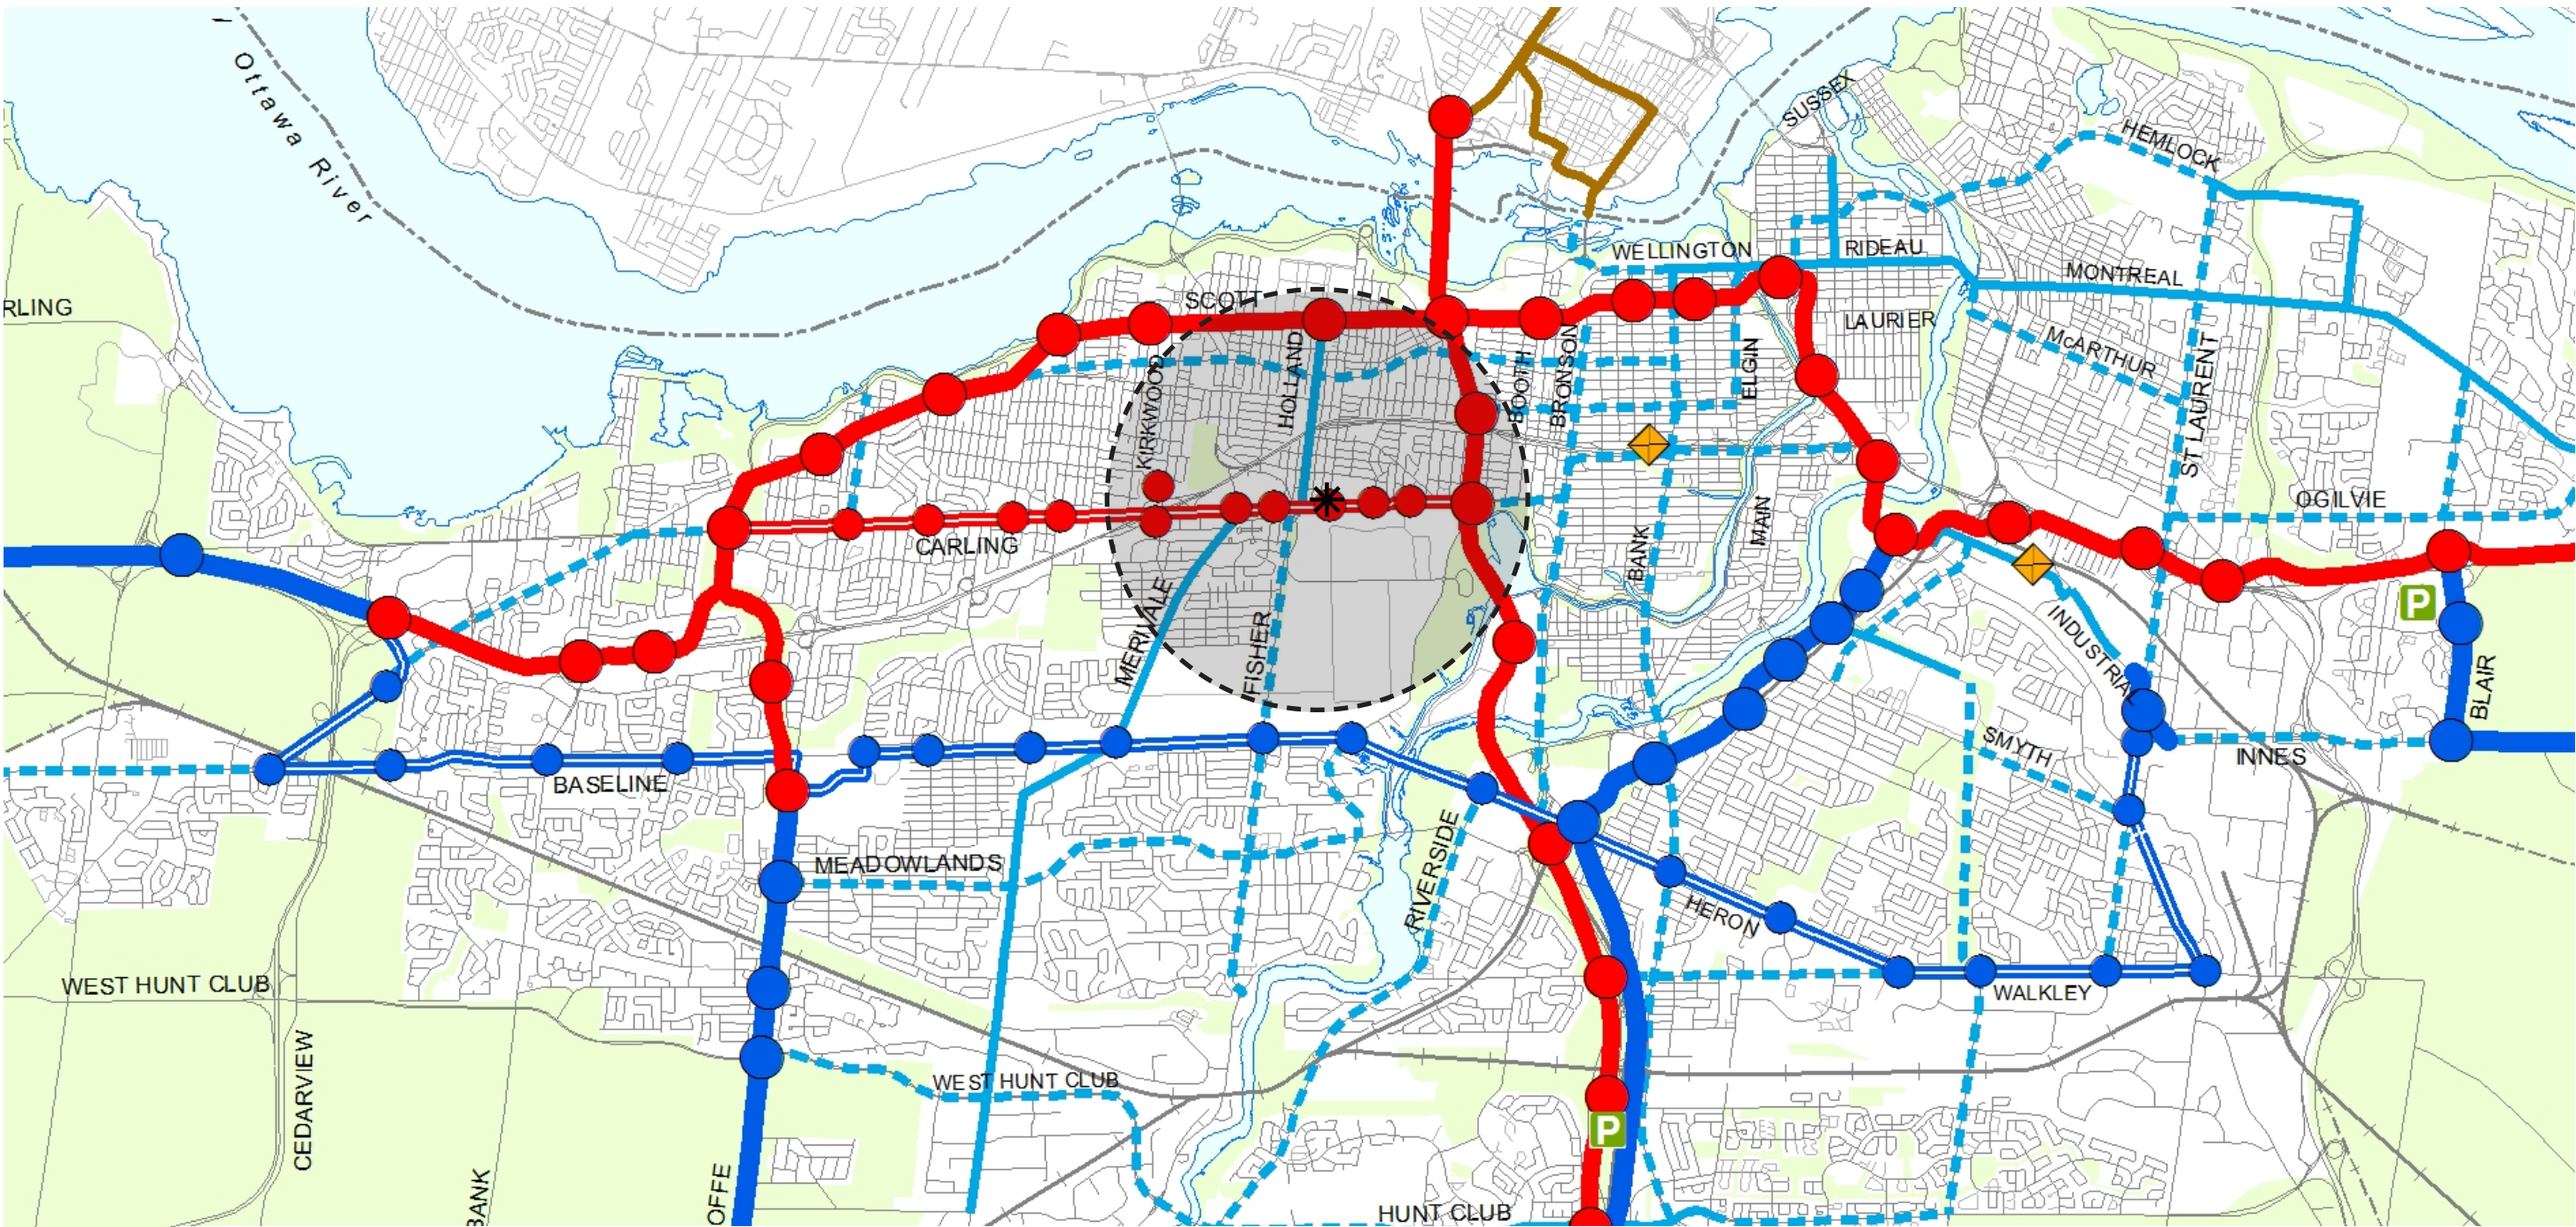 Ottawa River
SUSSEX
HEMLOCK
WELLINGTON
RIDEAU
MONTREAL
RLING
SCOTT
LAURIER
McARTHUR
ST LAURENT
KIRKWOOD
HOLLAND
BOOTH
BRONSON
ELGIN
OGILVIE
CARLING
BANK
MAIN
MERIVALE
FISHER
INDUSTRIAL
P
BLAIR
BASELINE
SMYTH
INNES
MEADOWLANDS
RIVERSIDE
HERON
WEST HUNT CLUB
WALKLEY
CEDARVIEW
WEST HUNT CLUB
P
BANK
OFFE
HUNT CLUB